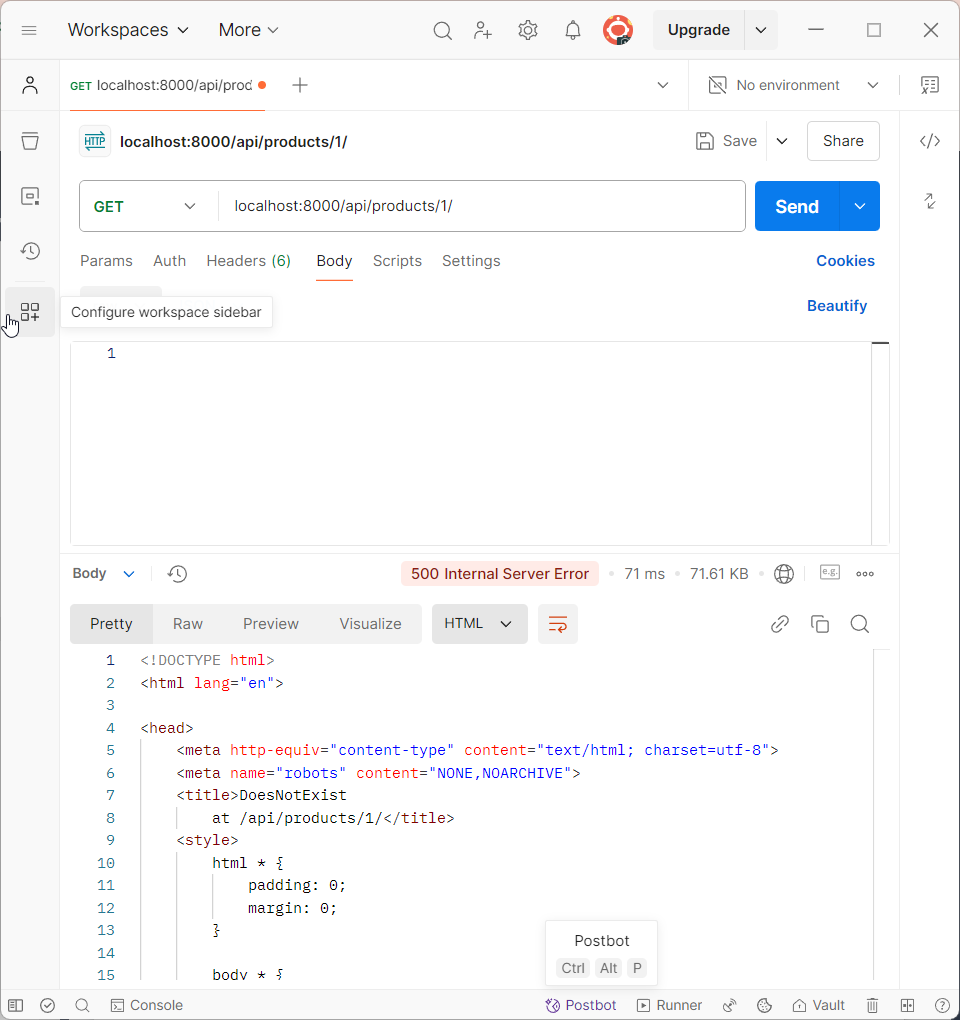 Workspaces More Upgrade
GET localhost:8000/api/prod No environment
HTTP localhost:8000/api/products/1/ Save Share
GET localhost:8000/api/products/1/ Send
Params Auth Headers (6) Body Scripts Settings Cookies
Configure workspace sidebar Beautify
1
Body 500 Internal Server Error 71 ms 71.61 KB e.g.
Pretty Raw Preview Visualize HTML
1 <!DOCTYPE html>
2 <html lang="en">
3
4 <head>
5 <meta http-equiv="content-type" content="text/html; charset=utf-8">
6 <meta name="robots" content="NONE,NOARCHIVE">
7 <title>DoesNotExist
8 at /api/products/1/</title>
9 <style>
10 html * {
11 padding: 0;
12 margin: 0;
13 }
14
15 body * {
Postbot
Ctrl Alt P
Console Postbot Runner Vault